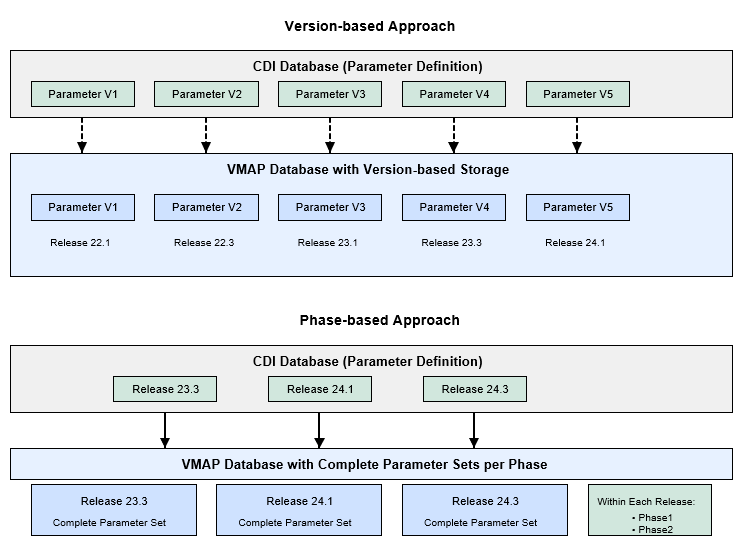 Version-based Approach
CDI Database (Parameter Definition)
Parameter V1
Parameter V2
Parameter V3
Parameter V4
Parameter V5
VMAP Database with Version-based Storage
Parameter V1
Parameter V2
Parameter V3
Parameter V4
Parameter V5
Release 22.1
Release 22.3
Release 23.1
Release 23.3
Release 24.1
Phase-based Approach
CDI Database (Parameter Definition)
Release 23.3
Release 24.1
Release 24.3
VMAP Database with Complete Parameter Sets per Phase
Release 23.3
Complete Parameter Set
Release 24.1
Complete Parameter Set
Release 24.3
Complete Parameter Set
Within Each Release:
• Phase1
• Phase2